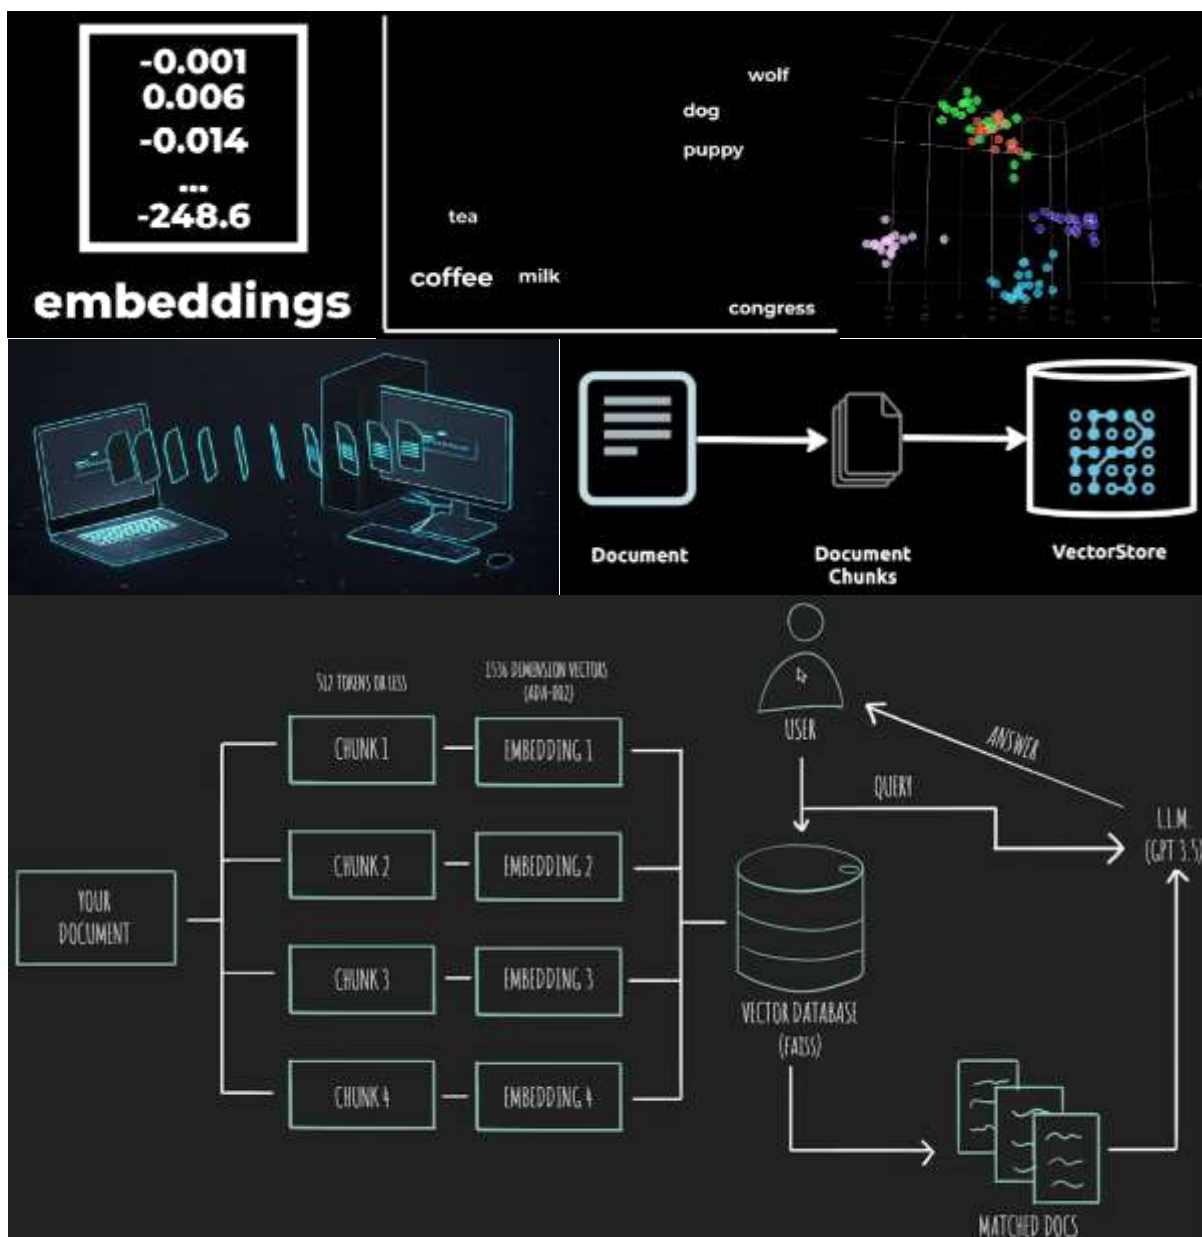 -0.001
0.006
-0.014
...
-248.6
embeddings
wolf
dog
puppy
tea
coffee milk
congress
Document
Document
Chunks
VectorStore
512 TOKENS OR LESS
1536 DIMENSION VECTORS
(ADA-002)
YOUR
DOCUMENT
CHUNK 1
EMBEDDING 1
CHUNK 2
EMBEDDING 2
CHUNK 3
EMBEDDING 3
CHUNK 4
EMBEDDING 4
USER
ANSWER
QUERY
L.L.M.
(GPT 3.5)
VECTOR DATABASE
(FAISS)
MATCHED DOCS